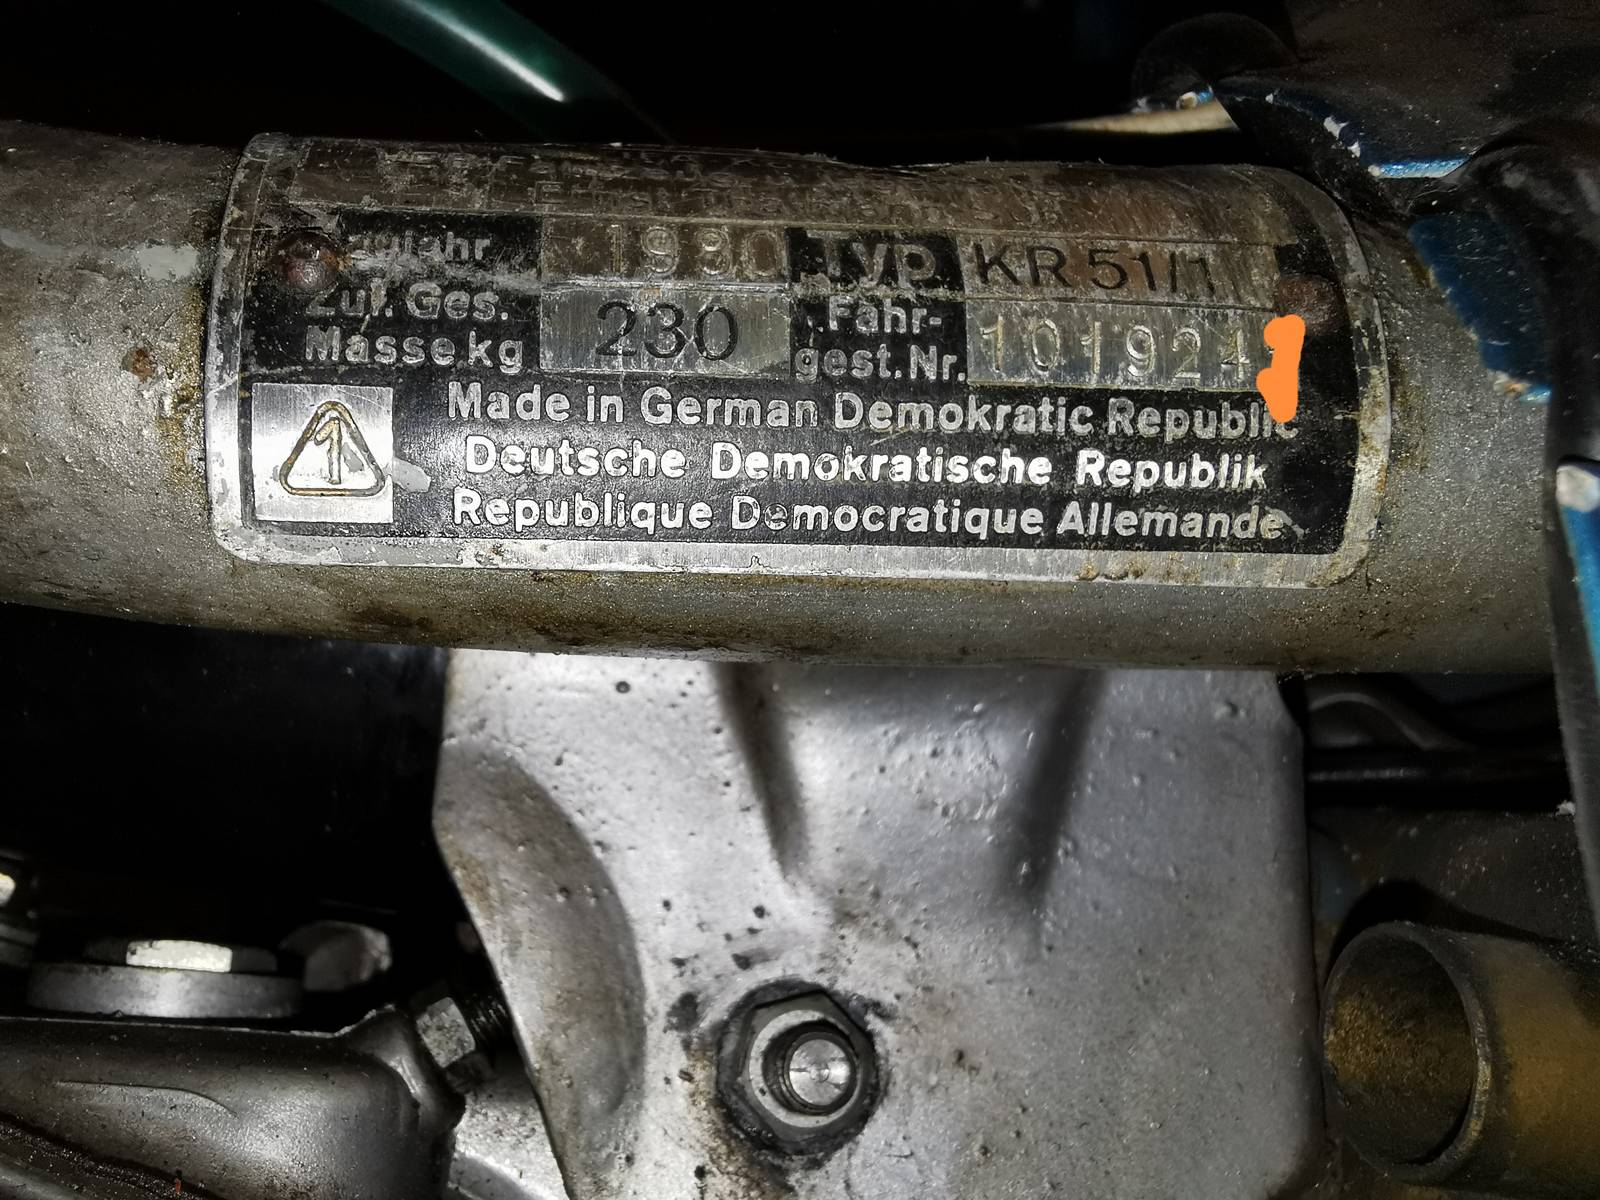 Baujahr 1980 Typ KR 51/1
Zul. Ges. Masse kg 230 Fahr-gest. Nr. 101924
1
Made in German Demokratic Republic
Deutsche Demokratische Republik
Republique Democratique Allemande